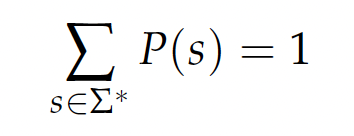 ∑ P(s) = 1
s∈Σ*